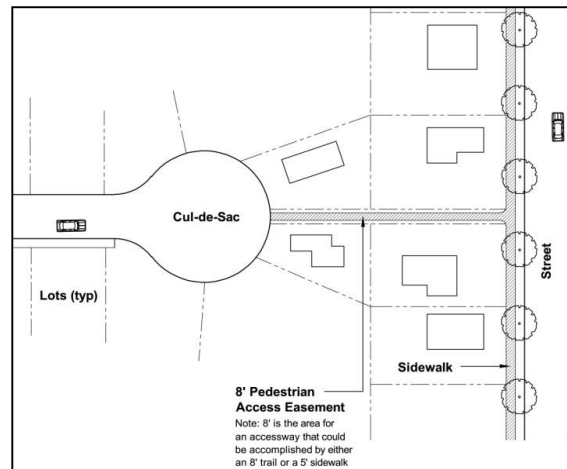 Cul-de-Sac
Street
Lots (typ)
Sidewalk
8' Pedestrian
Access Easement
Note: 8' is the area for
an accessway that could
be accomplished by either
an 8' trail or a 5' sidewalk